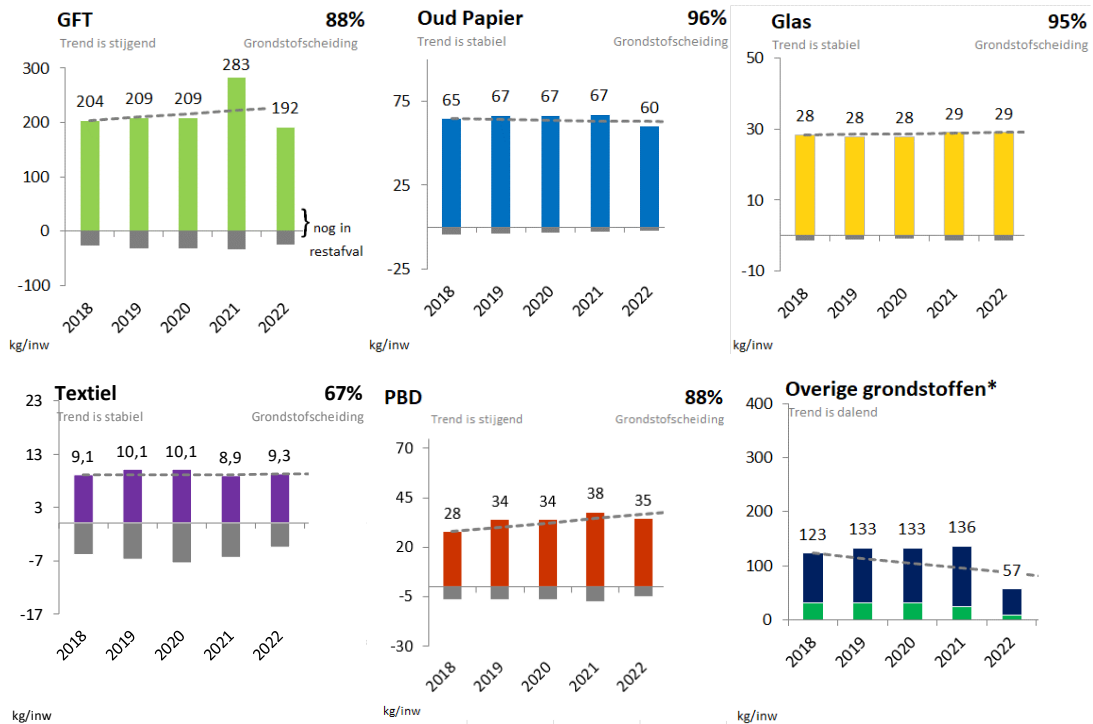 GFT 88%
Trend is stijgend Grondstofscheiding
300
200
100
0
-100
204 209 209 283 192
} nog in
restafval
2018 2019 2020 2021 2022
kg/inw
Oud Papier 96%
Trend is stabiel Grondstofscheiding
75
25
-25
65 67 67 67 60
2018 2019 2020 2021 2022
kg/inw
Glas 95%
Trend is stabiel Grondstofscheiding
50
30
10
-10
28 28 28 29 29
2018 2019 2020 2021 2022
kg/inw
Textiel 67%
Trend is stabiel Grondstofscheiding
23
13
3
-7
-17
9,1 10,1 10,1 8,9 9,3
2018 2019 2020 2021 2022
kg/inw
PBD 88%
Trend is stijgend Grondstofscheiding
70
45
20
-5
-30
28 34 34 38 35
2018 2019 2020 2021 2022
kg/inw
Overige grondstoffen*
Trend is dalend
400
300
200
100
0
123 133 133 136 57
2018 2019 2020 2021 2022
kg/inw